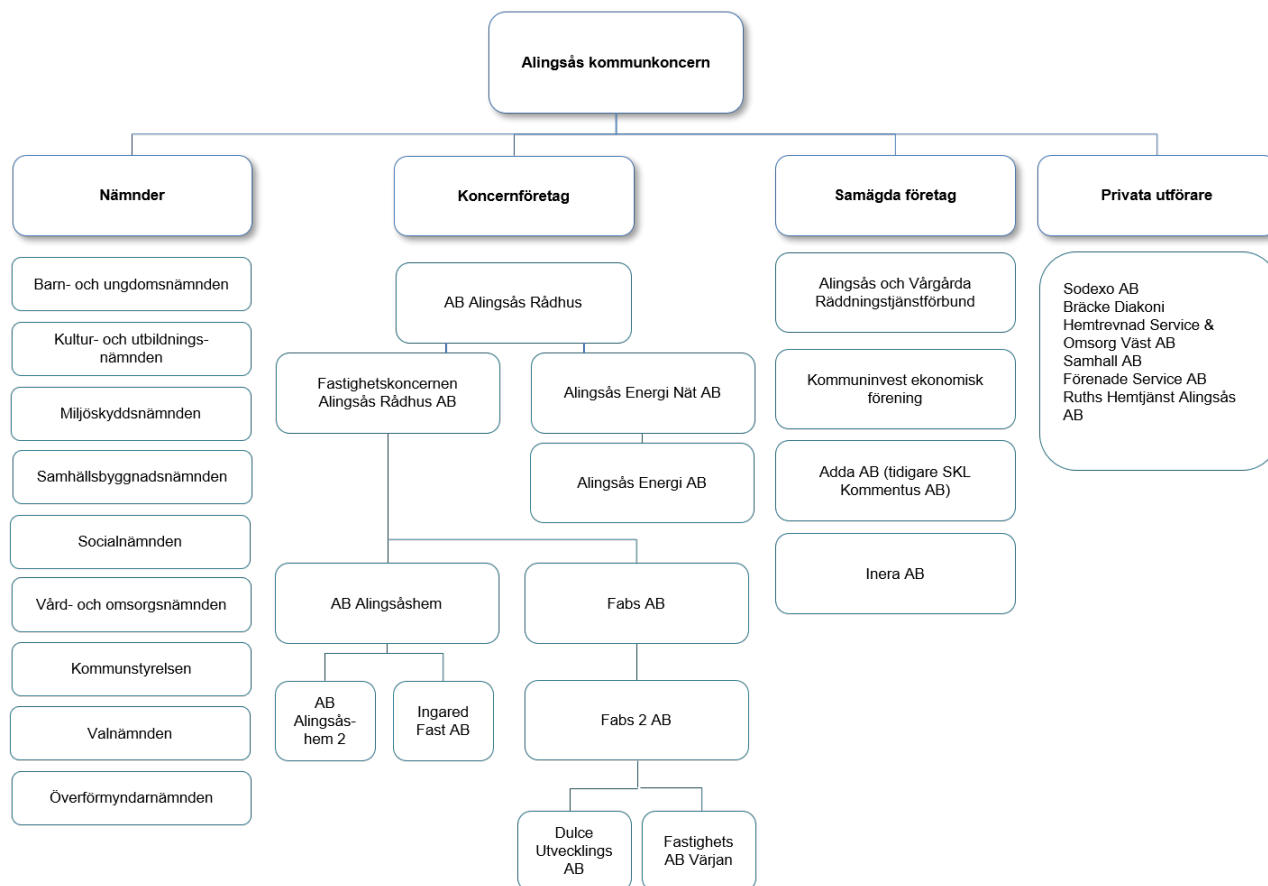 Alingsås kommunkoncern
Nämnder
Koncernföretag
Samägda företag
Privata utförare
Barn- och ungdomsnämnden
Kultur- och utbildnings-
nämnden
Miljöskyddsnämnden
Samhällsbyggnadsnämnden
Socialnämnden
Vård- och omsorgsnämnden
Kommunstyrelsen
Valnämnden
Överförmyndarnämnden
AB Alingsås Rådhus
Fastighetskoncernen
Alingsås Rådhus AB
Alingsås Energi Nät AB
Alingsås Energi AB
AB Alingsåshem
Fabs AB
AB
Alingsås-
hem 2
Ingared
Fast AB
Fabs 2 AB
Dulce
Utvecklings
AB
Fastighets
AB Värjan
Alingsås och Vårgårda
Räddningstjänstförbund
Kommuninvest ekonomisk
förening
Adda AB (tidigare SKL
Kommentus AB)
Inera AB
Sodexo AB
Bräcke Diakoni
Hemtrevnad Service &
Omsorg Väst AB
Samhall AB
Förenade Service AB
Ruths Hemtjänst Alingsås
AB